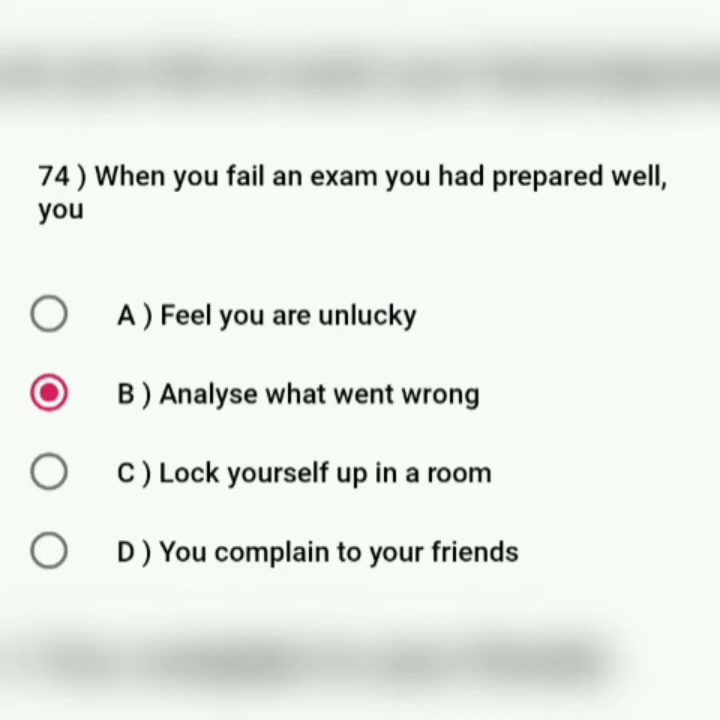 74 ) When you fail an exam you had prepared well,
you
A ) Feel you are unlucky
B ) Analyse what went wrong
C ) Lock yourself up in a room
D ) You complain to your friends